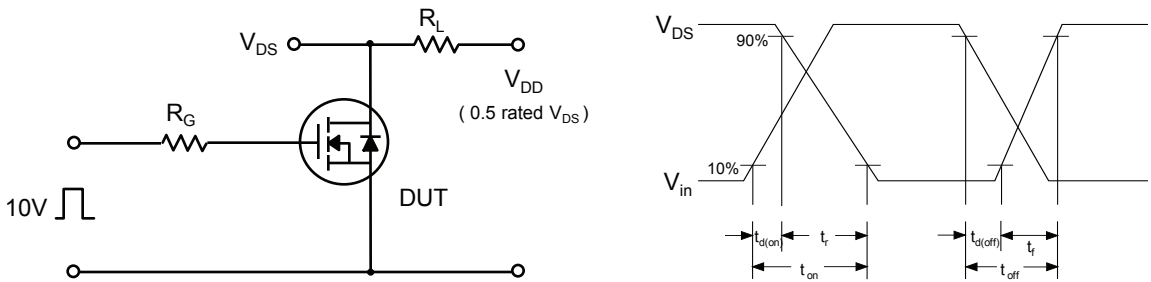 R_L
V_DS
V_DD
( 0.5 rated V_DS )
R_G
10V
DUT
V_DS
90%
10%
V_in
t_d(on)
t_r
t_on
t_d(off)
t_f
t_off